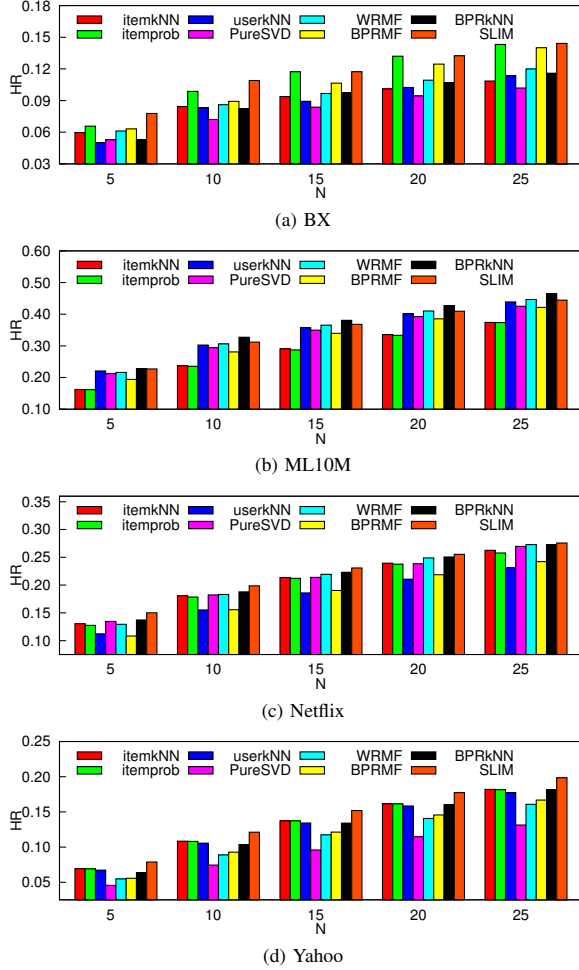 0.18
0.15
0.12
0.09
0.06
0.03
HR
itemkNN userkNN WRMF BPRkNN
itemprob PureSVD BPRMF SLIM
5 10 15 20 25
N
(a) BX
0.60
0.50
0.40
0.30
0.20
0.10
HR
itemkNN userkNN WRMF BPRkNN
itemprob PureSVD BPRMF SLIM
5 10 15 20 25
N
(b) ML10M
0.35
0.30
0.25
0.20
0.15
0.10
HR
itemkNN userkNN WRMF BPRkNN
itemprob PureSVD BPRMF SLIM
5 10 15 20 25
N
(c) Netflix
0.25
0.20
0.15
0.10
0.05
HR
itemkNN userkNN WRMF BPRkNN
itemprob PureSVD BPRMF SLIM
5 10 15 20 25
N
(d) Yahoo